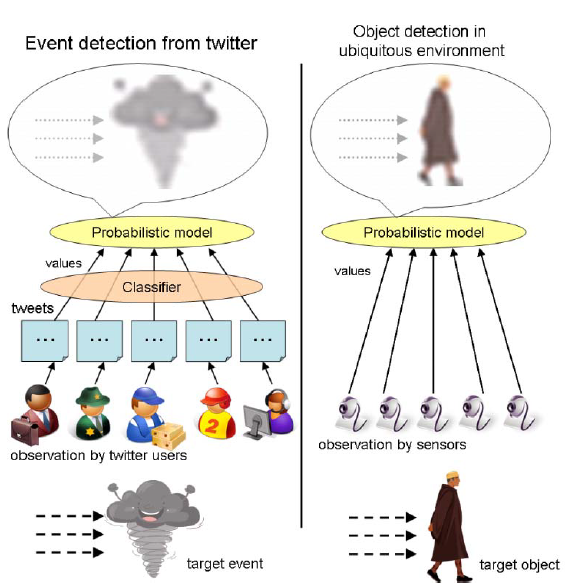 Event detection from twitter
Probabilistic model
values
Classifier
tweets
... ... ... ... ...
2
observation by twitter users
target event
Object detection in
ubiquitous environment
Probabilistic model
values
observation by sensors
target object